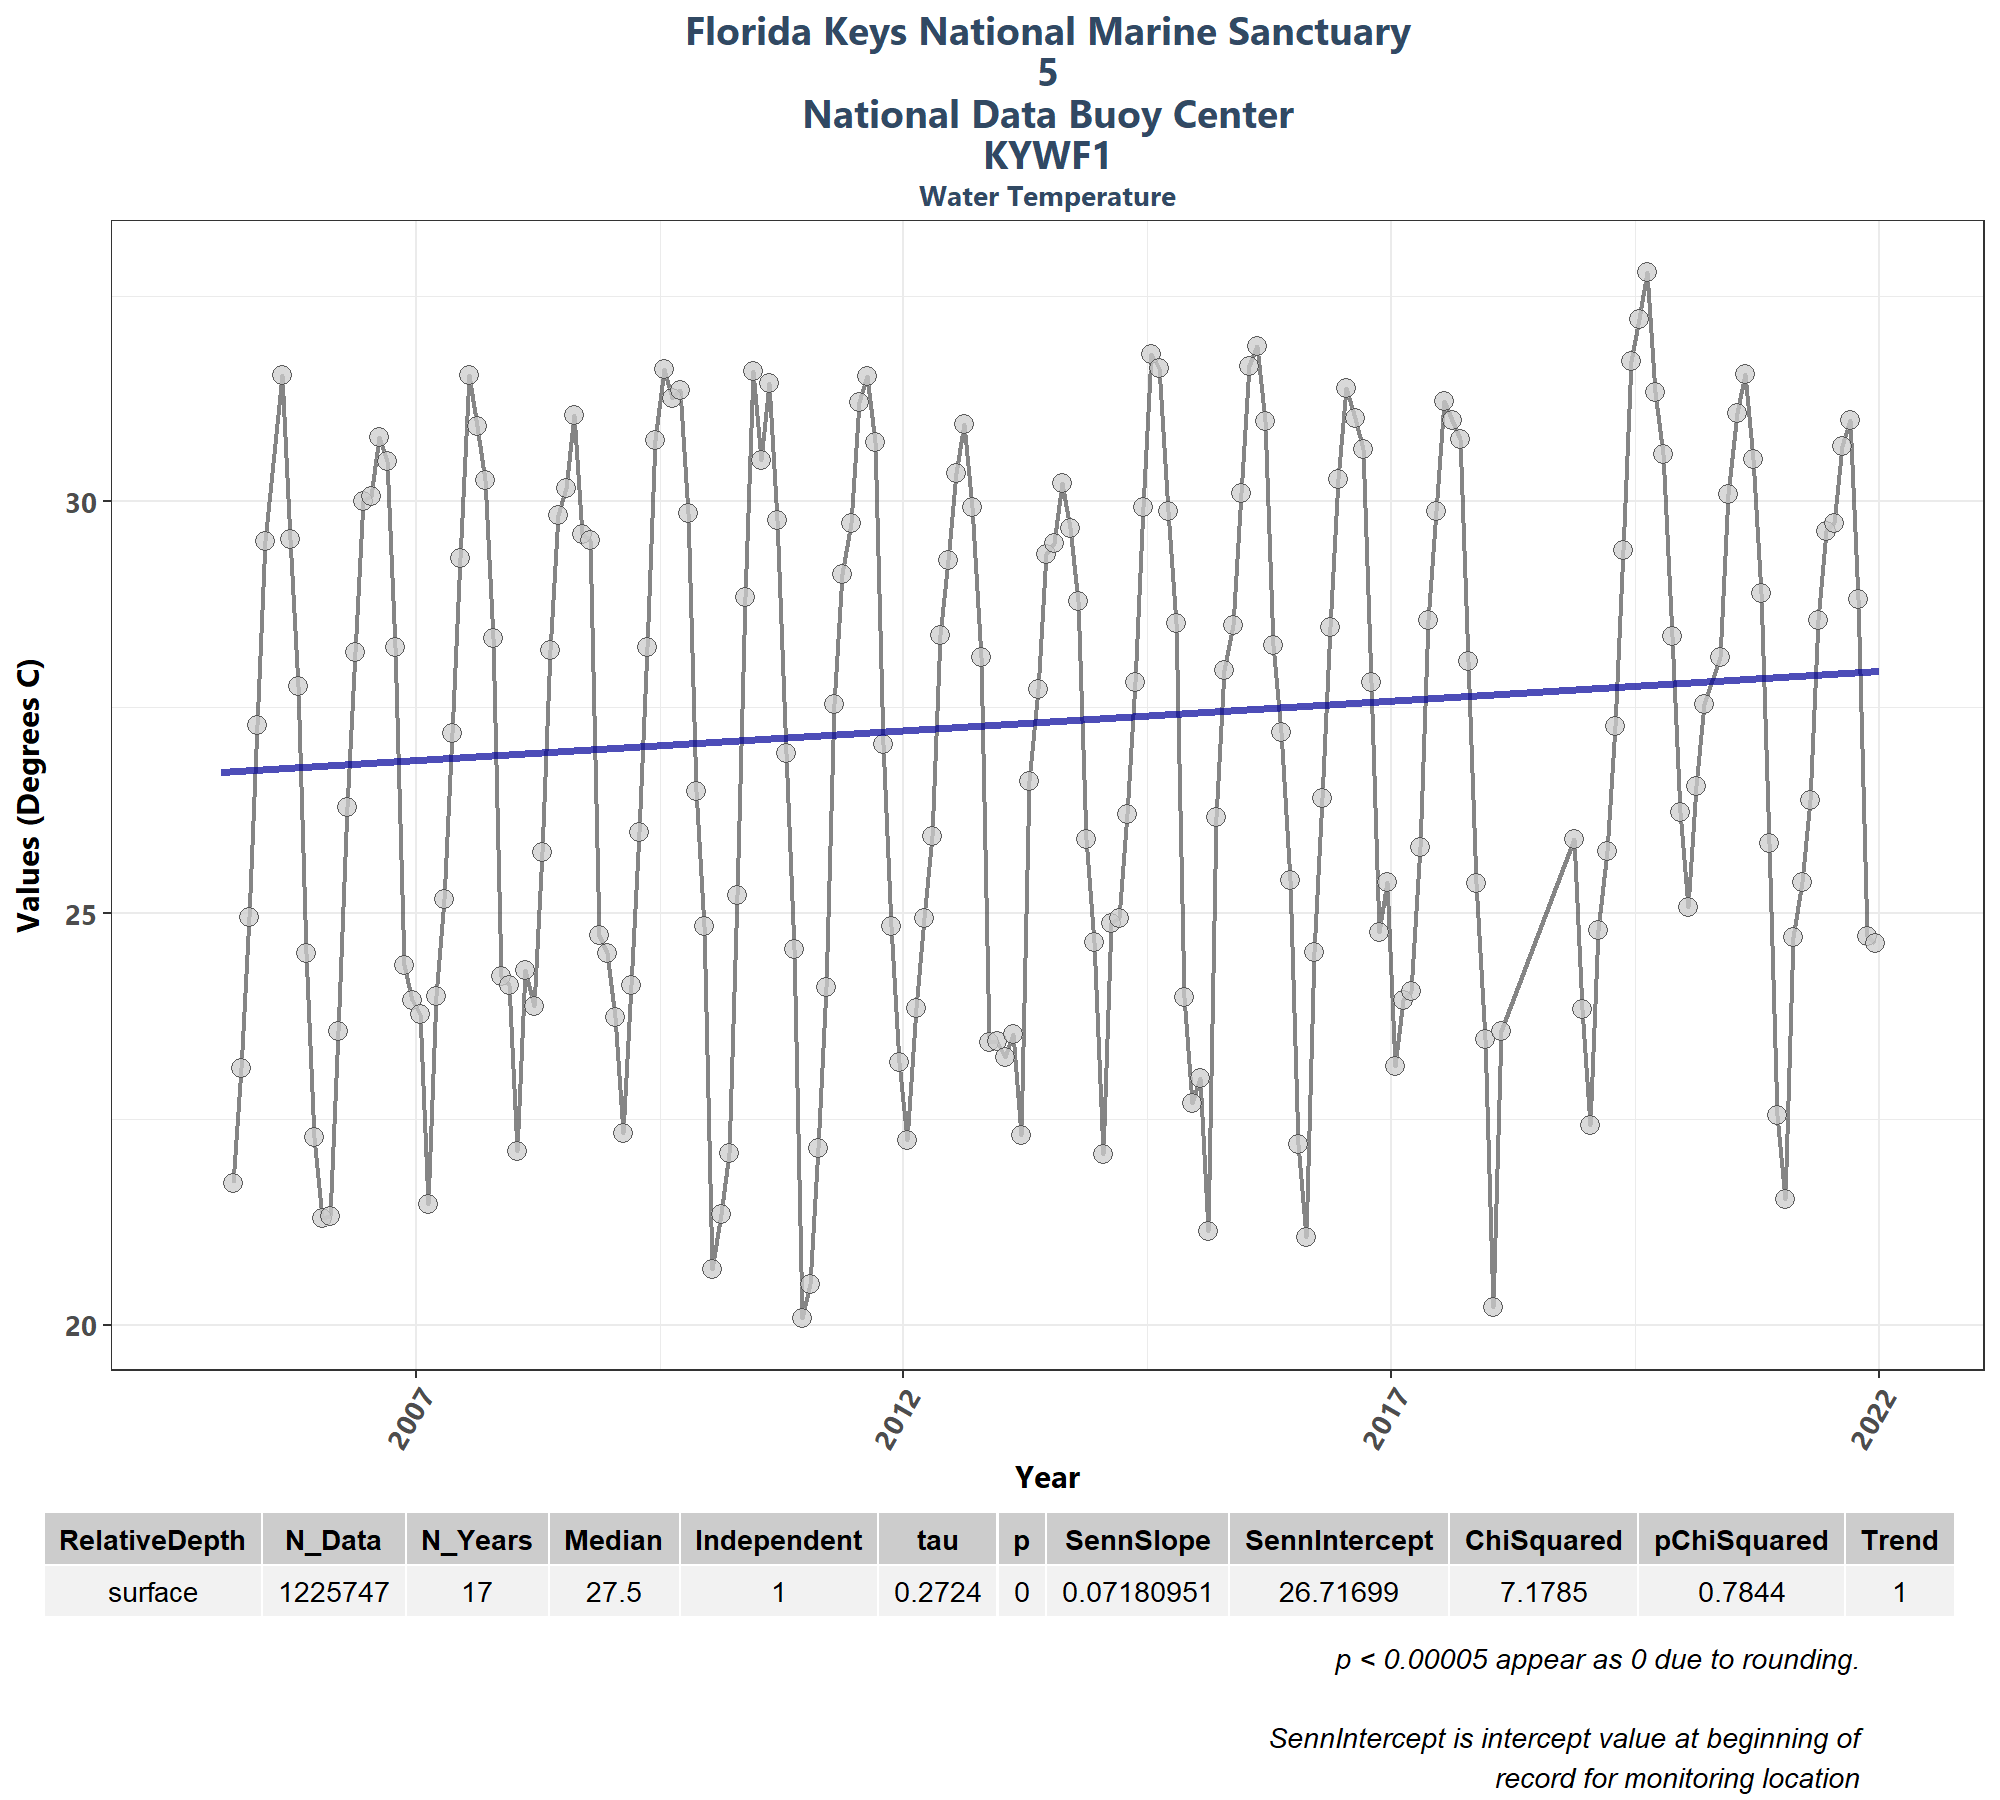 Florida Keys National Marine Sanctuary
5
National Data Buoy Center
KYWF1
Water Temperature
Values (Degrees C)
30
25
20
2007 2012 2017 2022
Year
RelativeDepth N_Data N_Years Median Independent tau p SennSlope SennIntercept ChiSquared pChiSquared Trend
surface 1225747 17 27.5 1 0.2724 0 0.07180951 26.71699 7.1785 0.7844 1
p < 0.00005 appear as 0 due to rounding.
SennIntercept is intercept value at beginning of
record for monitoring location